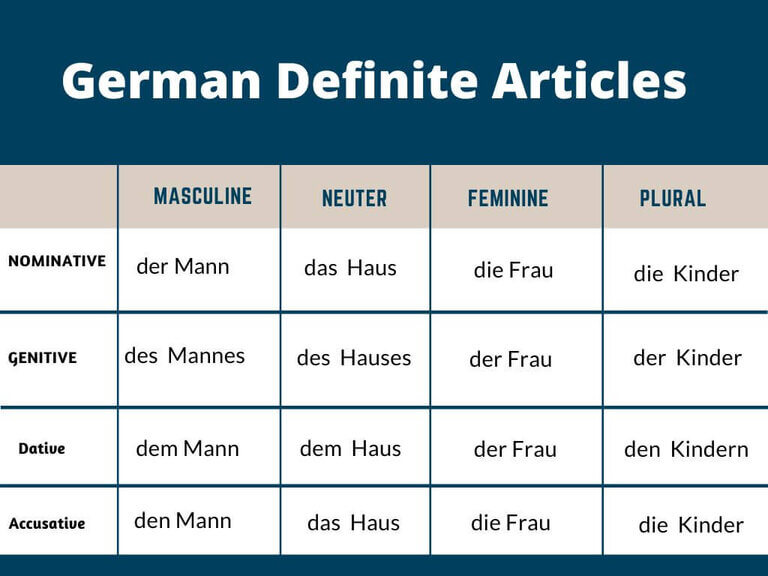 German Definite Articles
MASCULINE NEUTER FEMININE PLURAL
NOMINATIVE der Mann das Haus die Frau die Kinder
GENITIVE des Mannes des Hauses der Frau der Kinder
Dative dem Mann dem Haus der Frau den Kindern
Accusative den Mann das Haus die Frau die Kinder